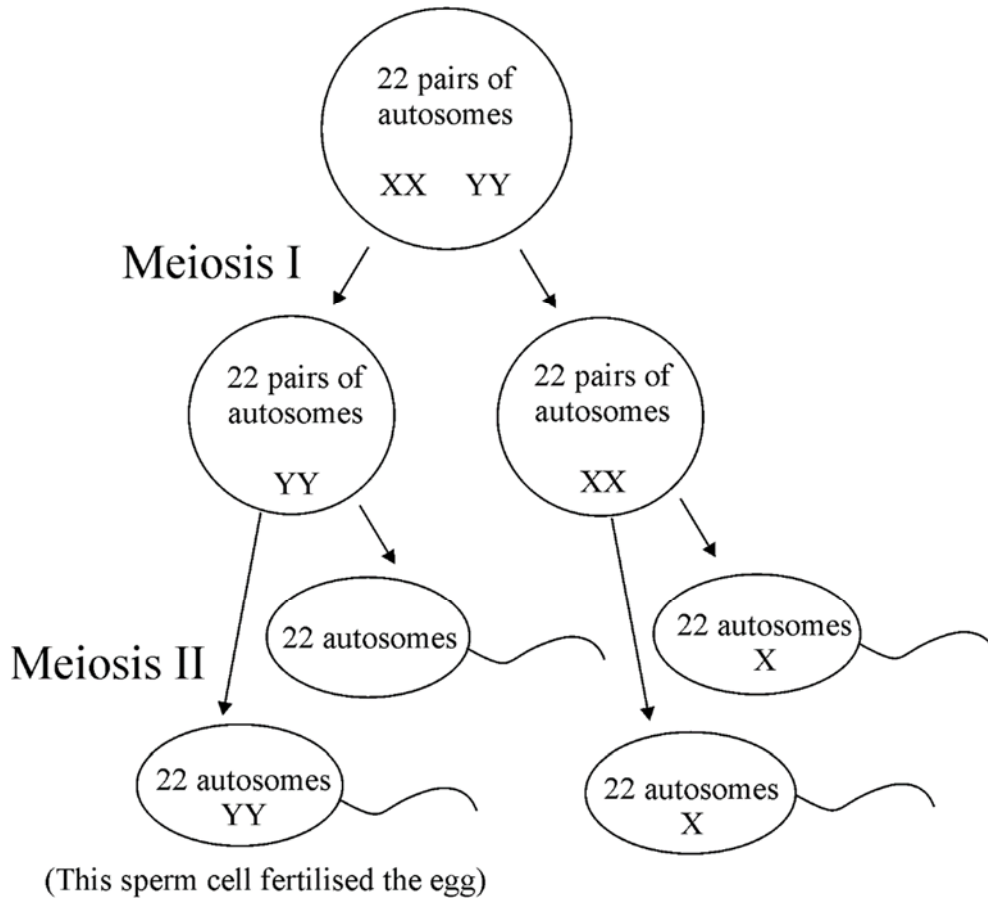 22 pairs of
autosomes
XX YY
Meiosis I
22 pairs of
autosomes
YY
22 pairs of
autosomes
XX
Meiosis II
22 autosomes
22 autosomes
X
22 autosomes
YY
22 autosomes
X
(This sperm cell fertilised the egg)